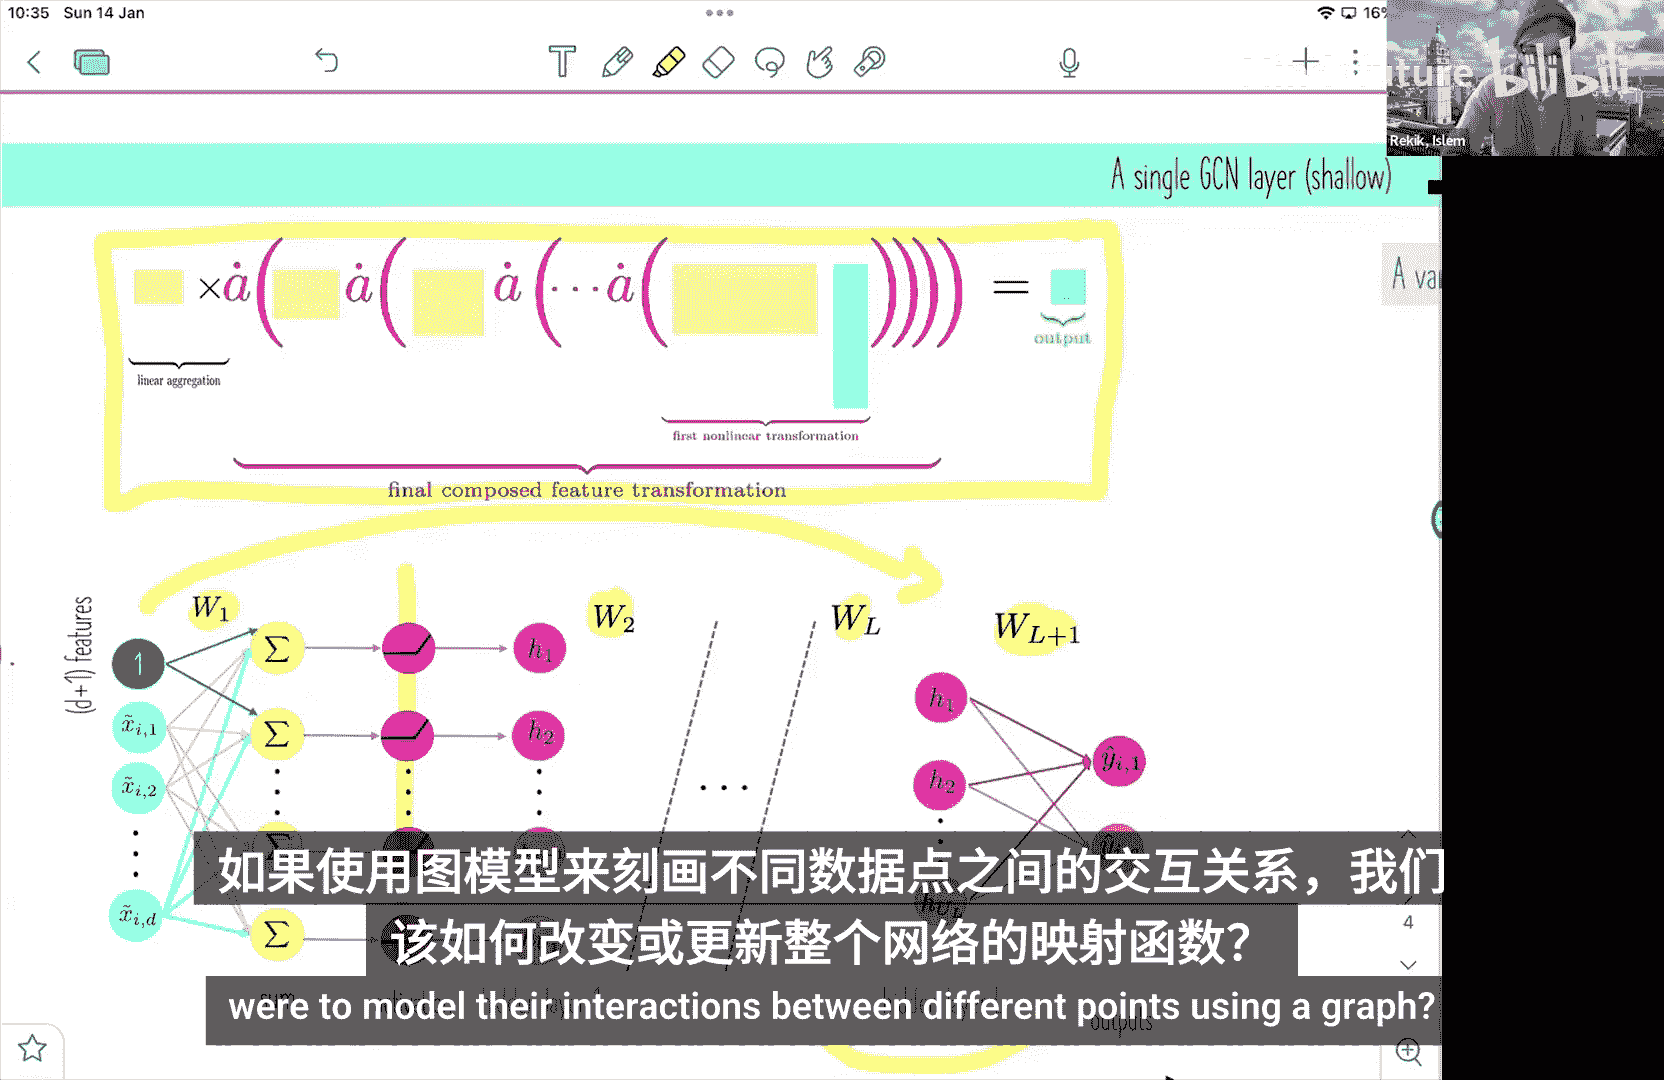 10:35 Sun 14 Jan
16%
ture
bilibili
Rekik, Islem
A single GCN layer (shallow)
× ȧ ( ȧ ( ȧ ( ··· ȧ ( ) ) ) ) =
A va
output
linear aggregation
first nonlinear transformation
final composed feature transformation
(d+1) features
W₁
W₂
W_L
W_{L+1}
1
Σ
h₁
x̃_{i,1}
Σ
h₂
x̃_{i,2}
...
h₁
ŷ_{i,1}
h₂
x̃_{i,d}
Σ
如果使用图模型来刻画不同数据点之间的交互关系，我们
该如何改变或更新整个网络的映射函数？
4
were to model their interactions between different points using a graph?
outputs